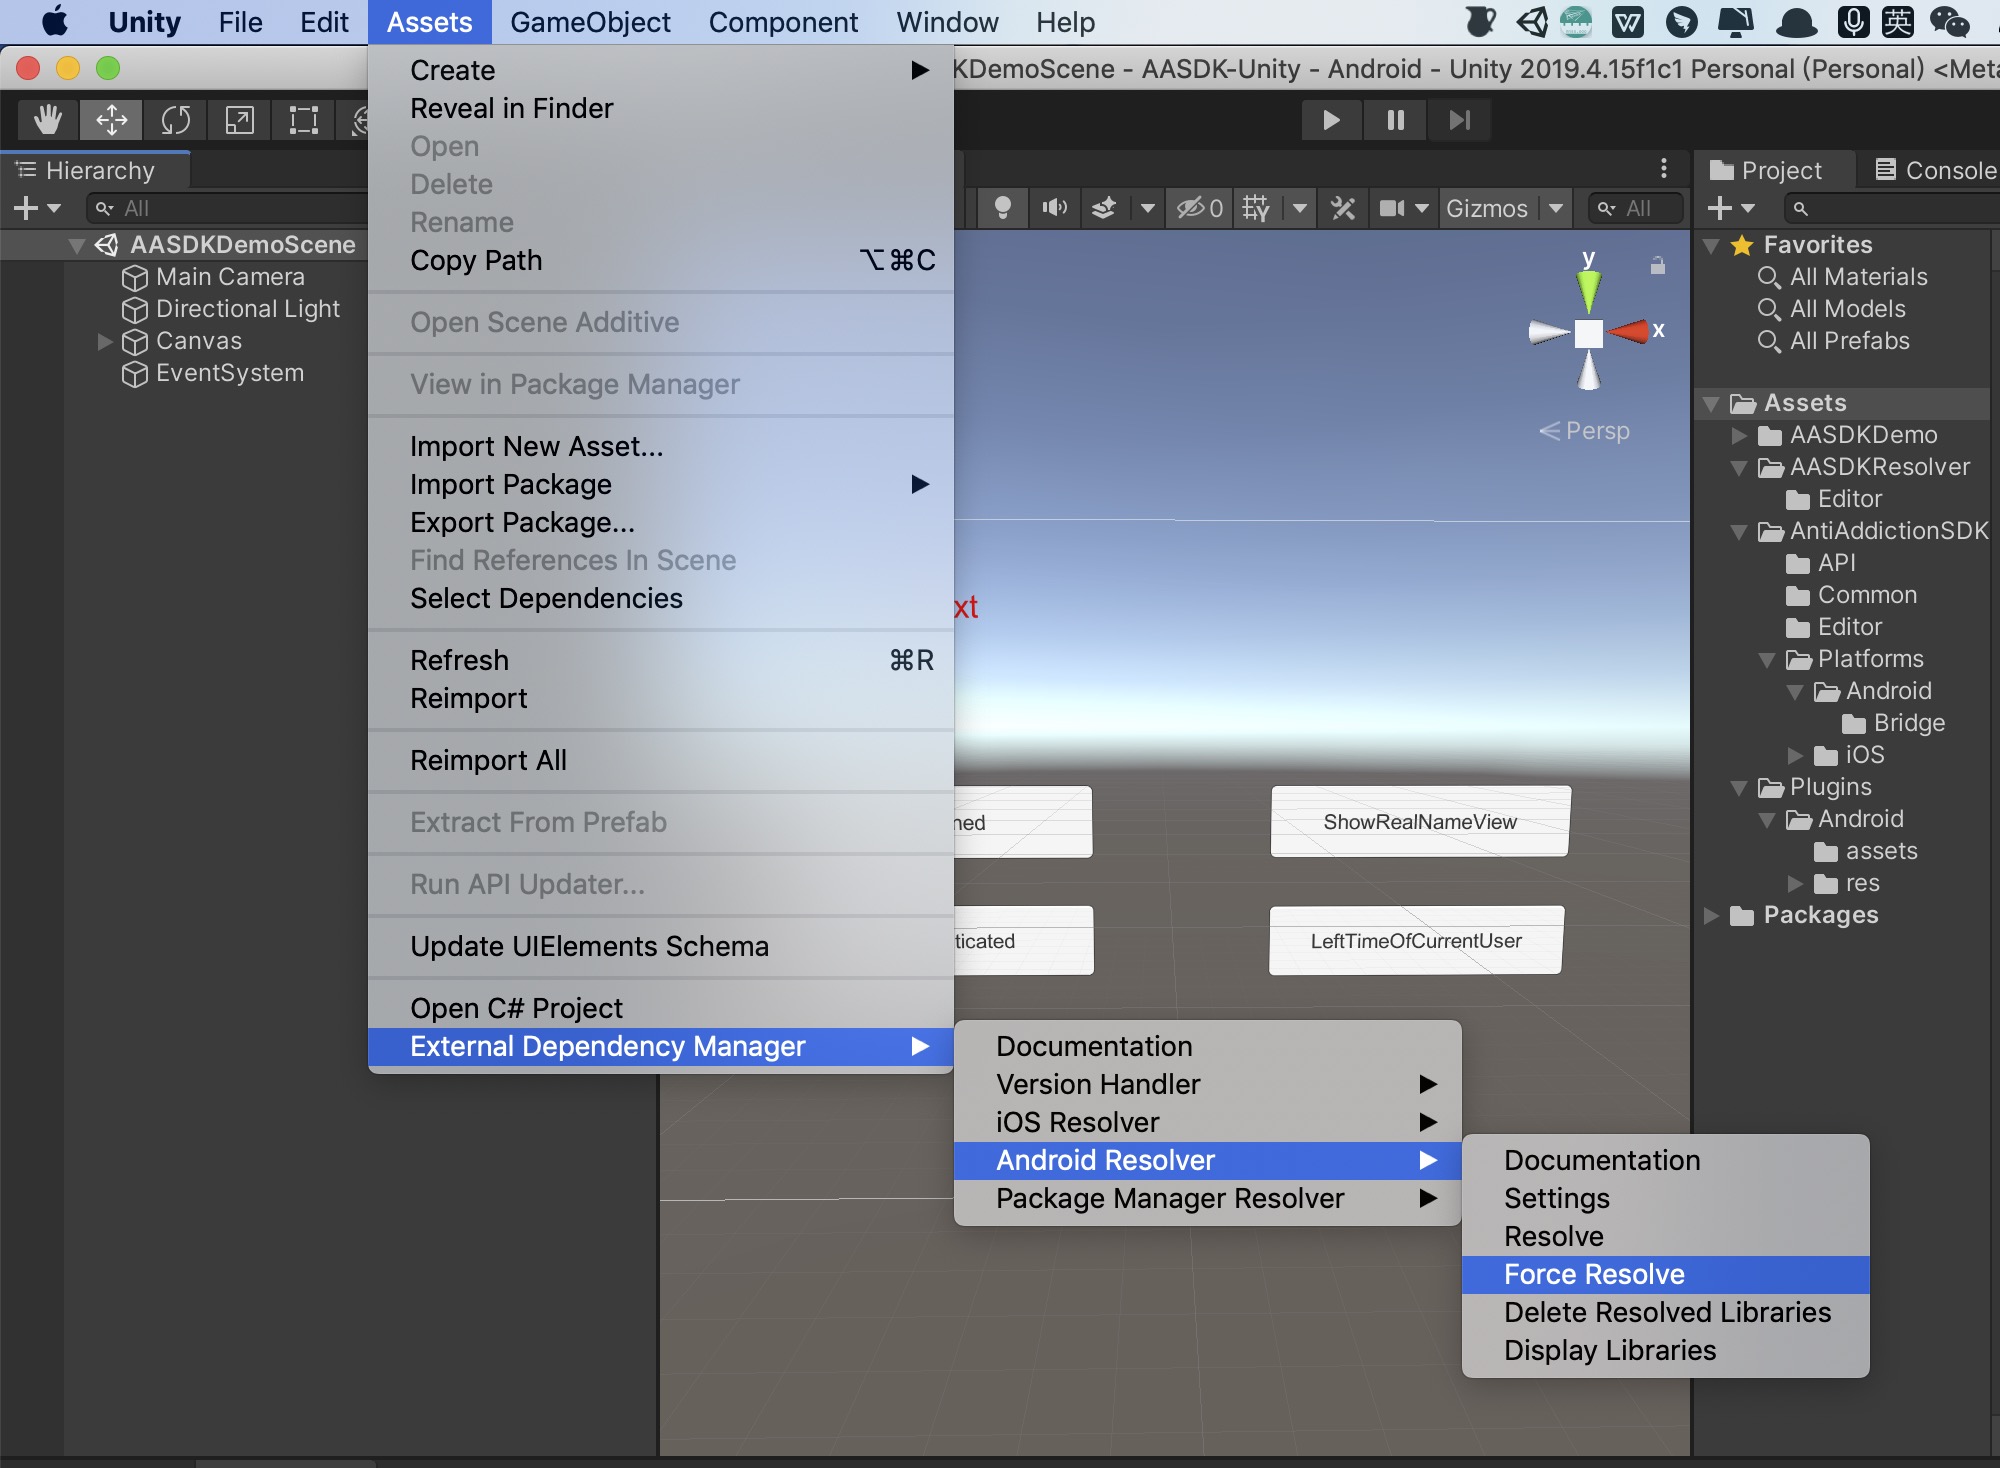 Unity File Edit Assets GameObject Component Window Help 英
KDemoScene - AASDK-Unity - Android - Unity 2019.4.15f1c1 Personal (Personal) <Meta
Hierarchy
All
AASDKDemoScene
Main Camera
Directional Light
Canvas
EventSystem
Create
Reveal in Finder
Open
Delete
Rename
Copy Path ⌥⌘C
Open Scene Additive
View in Package Manager
Import New Asset...
Import Package
Export Package...
Find References In Scene
Select Dependencies
Refresh ⌘R
Reimport
Reimport All
Extract From Prefab
Run API Updater...
Update UIElements Schema
Open C# Project
External Dependency Manager
Documentation
Version Handler
iOS Resolver
Android Resolver
Package Manager Resolver
Documentation
Settings
Resolve
Force Resolve
Delete Resolved Libraries
Display Libraries
0 Gizmos All
y
x
Persp
xt
ned
ShowRealNameView
ticated
LeftTimeOfCurrentUser
Project Console
Favorites
All Materials
All Models
All Prefabs
Assets
AASDKDemo
AASDKResolver
Editor
AntiAddictionSDK
API
Common
Editor
Platforms
Android
Bridge
iOS
Plugins
Android
assets
res
Packages